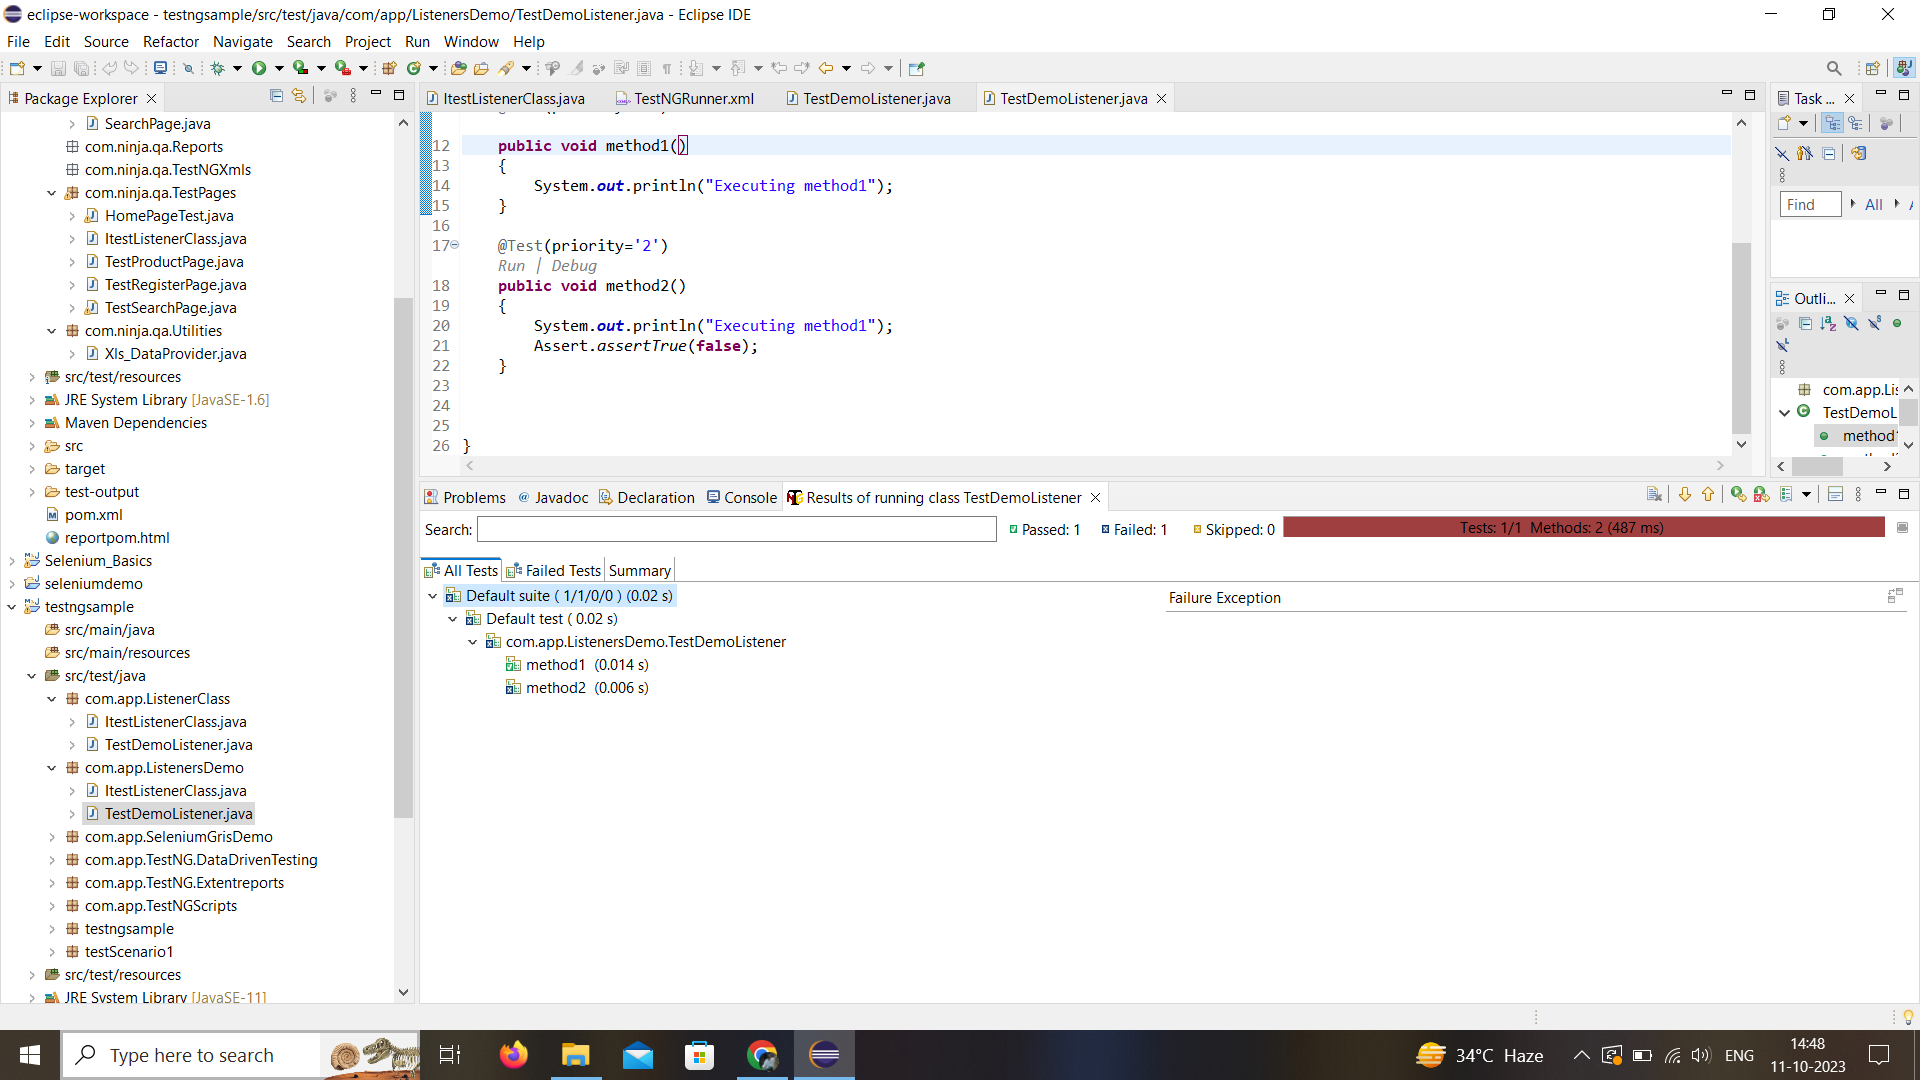 eclipse-workspace - testngsample/src/test/java/com/app/ListenersDemo/TestDemoListener.java - Eclipse IDE
File Edit Source Refactor Navigate Search Project Run Window Help
Package Explorer
SearchPage.java
com.ninja.qa.Reports
com.ninja.qa.TestNGXmls
com.ninja.qa.TestPages
HomePageTest.java
ItestListenerClass.java
TestProductPage.java
TestRegisterPage.java
TestSearchPage.java
com.ninja.qa.Utilities
Xls_DataProvider.java
src/test/resources
JRE System Library [JavaSE-1.6]
Maven Dependencies
src
target
test-output
pom.xml
reportpom.html
Selenium_Basics
seleniumdemo
testngsample
src/main/java
src/main/resources
src/test/java
com.app.ListenerClass
ItestListenerClass.java
TestDemoListener.java
com.app.ListenersDemo
ItestListenerClass.java
TestDemoListener.java
com.app.SeleniumGrisDemo
com.app.TestNG.DataDrivenTesting
com.app.TestNG.Extentreports
com.app.TestNGScripts
testngsample
testScenario1
src/test/resources
JRE System Library [JavaSE-11]
ItestListenerClass.java TestNGRunner.xml TestDemoListener.java TestDemoListener.java
12 public void method1()
13 {
14 System.out.println("Executing method1");
15 }
16
17 @Test(priority='2')
Run | Debug
18 public void method2()
19 {
20 System.out.println("Executing method1");
21 Assert.assertTrue(false);
22 }
23
24
25
26 }
Task ...
Find All
Outli...
com.app.Lis
TestDemoL
method1
Problems Javadoc Declaration Console Results of running class TestDemoListener
Search: Passed: 1 Failed: 1 Skipped: 0 Tests: 1/1 Methods: 2 (487 ms)
All Tests Failed Tests Summary
Default suite ( 1/1/0/0 ) (0.02 s)
Default test ( 0.02 s)
com.app.ListenersDemo.TestDemoListener
method1 (0.014 s)
method2 (0.006 s)
Failure Exception
Type here to search
34°C Haze
ENG
14:48
11-10-2023